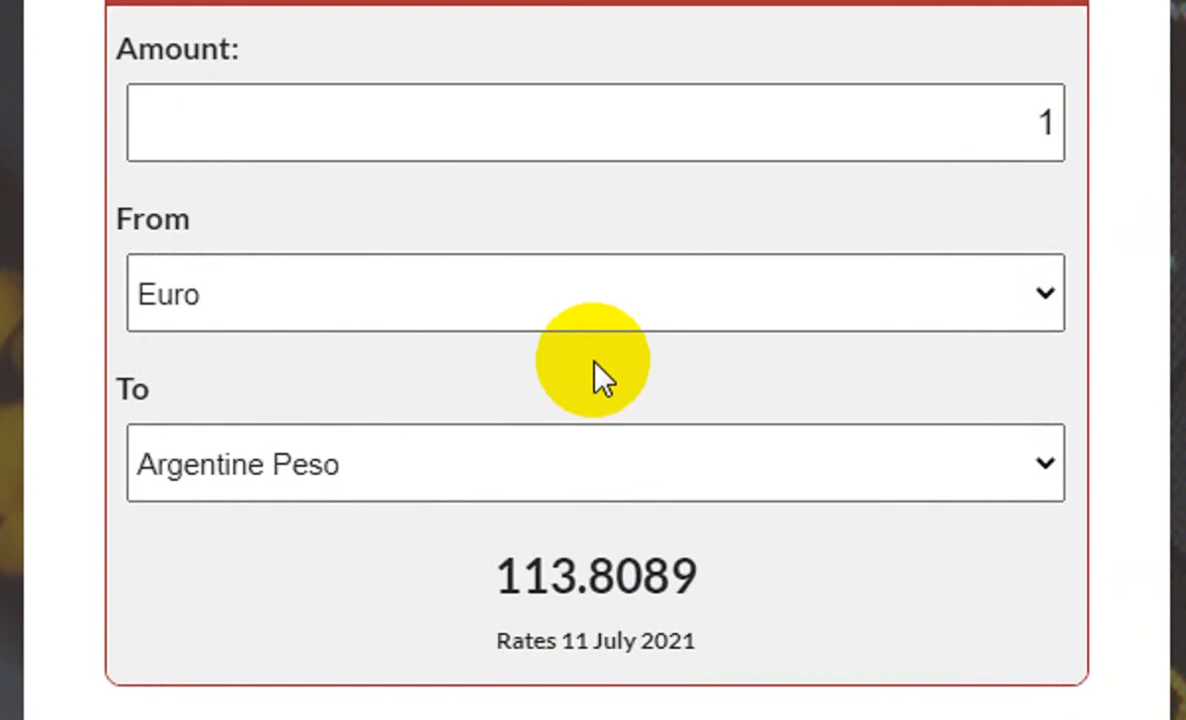 Amount:
1
From
Euro
To
Argentine Peso
113.8089
Rates 11 July 2021